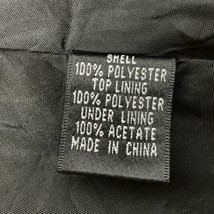 SHELL
100% POLYESTER
TOP LINING
100% POLYESTER
UNDER LINING
100% ACETATE
MADE IN CHINA